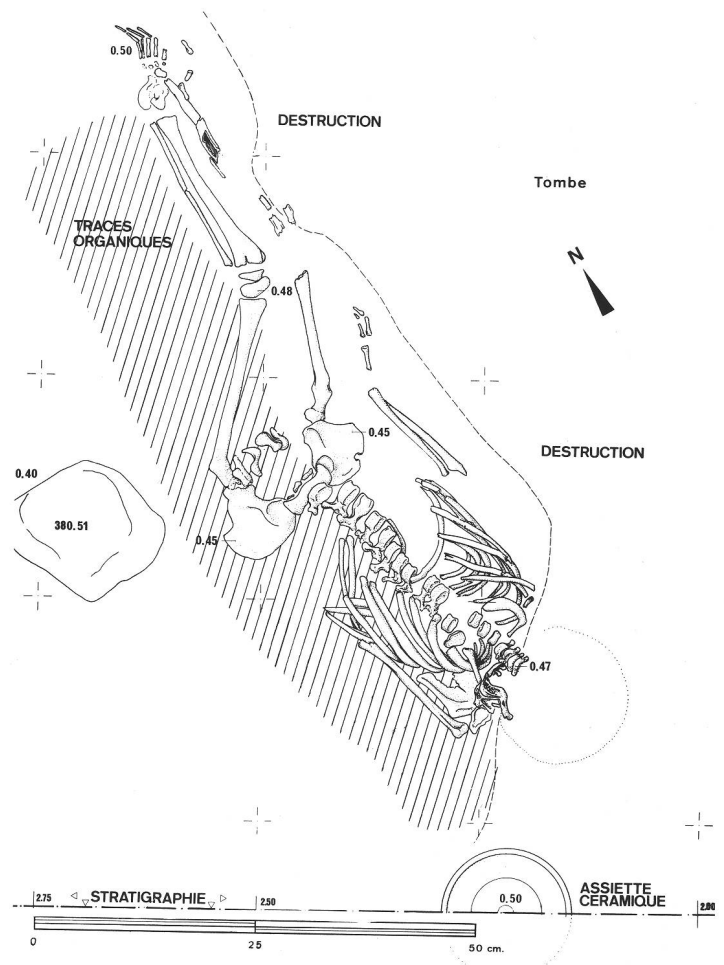 0.50
DESTRUCTION
Tombe
TRACES
ORGANIQUES
N
0.48
0.45
DESTRUCTION
0.40
380.51
0.45
0.47
ASSIETTE
CERAMIQUE
0.50
2.75
STRATIGRAPHIE
2.50
2.00
0
25
50 cm.